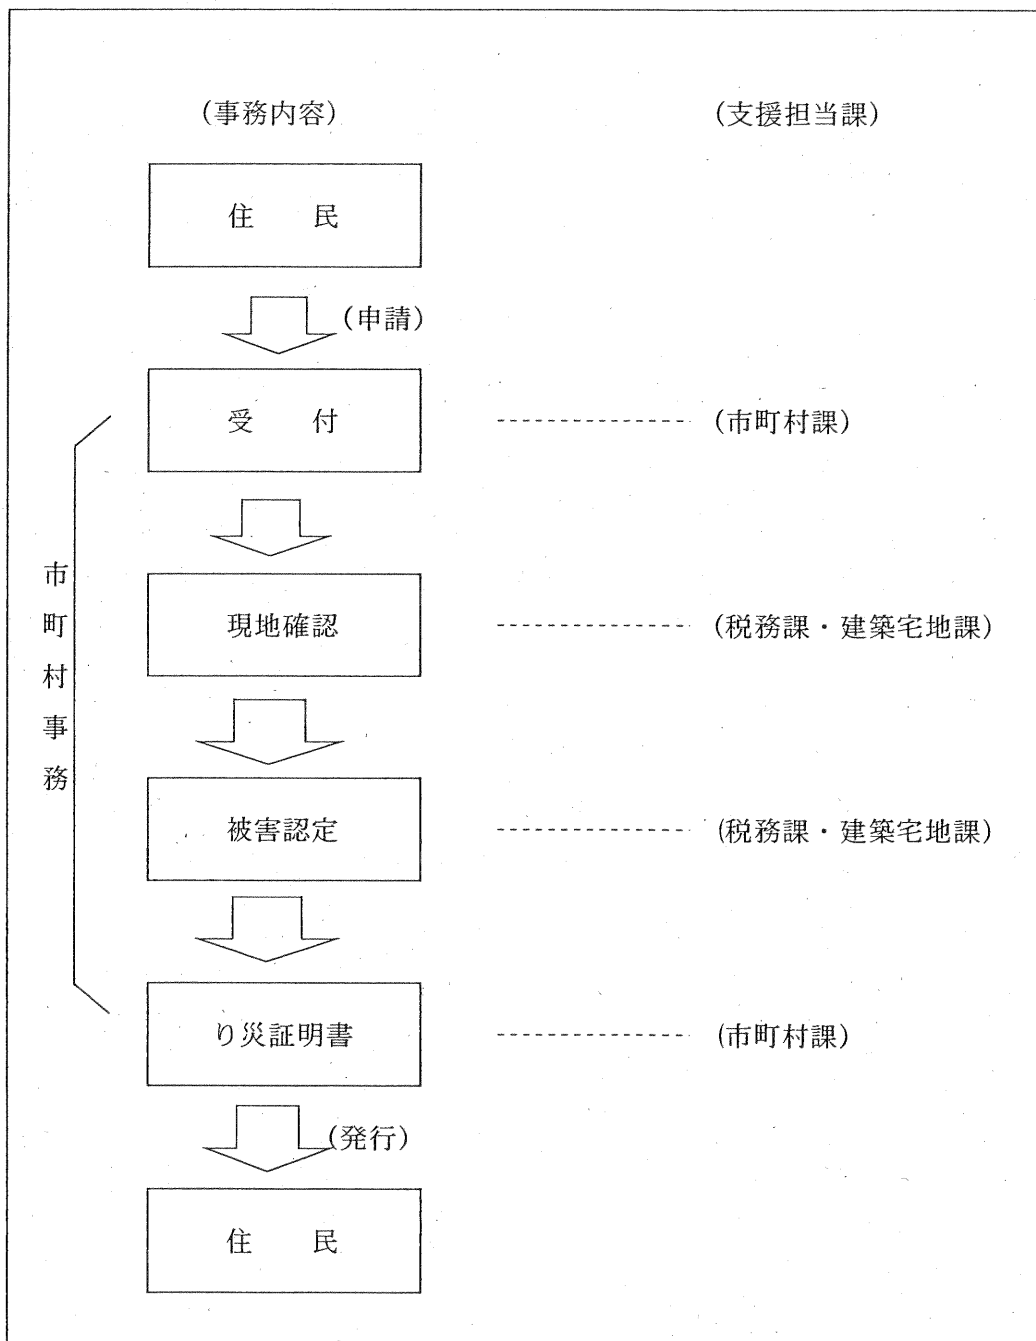 (事務内容) (支援担当課)
住　　民
(申請)
受　　付 (市町村課)
現地確認 (税務課・建築宅地課)
市町村事務
被害認定 (税務課・建築宅地課)
り災証明書 (市町村課)
(発行)
住　　民